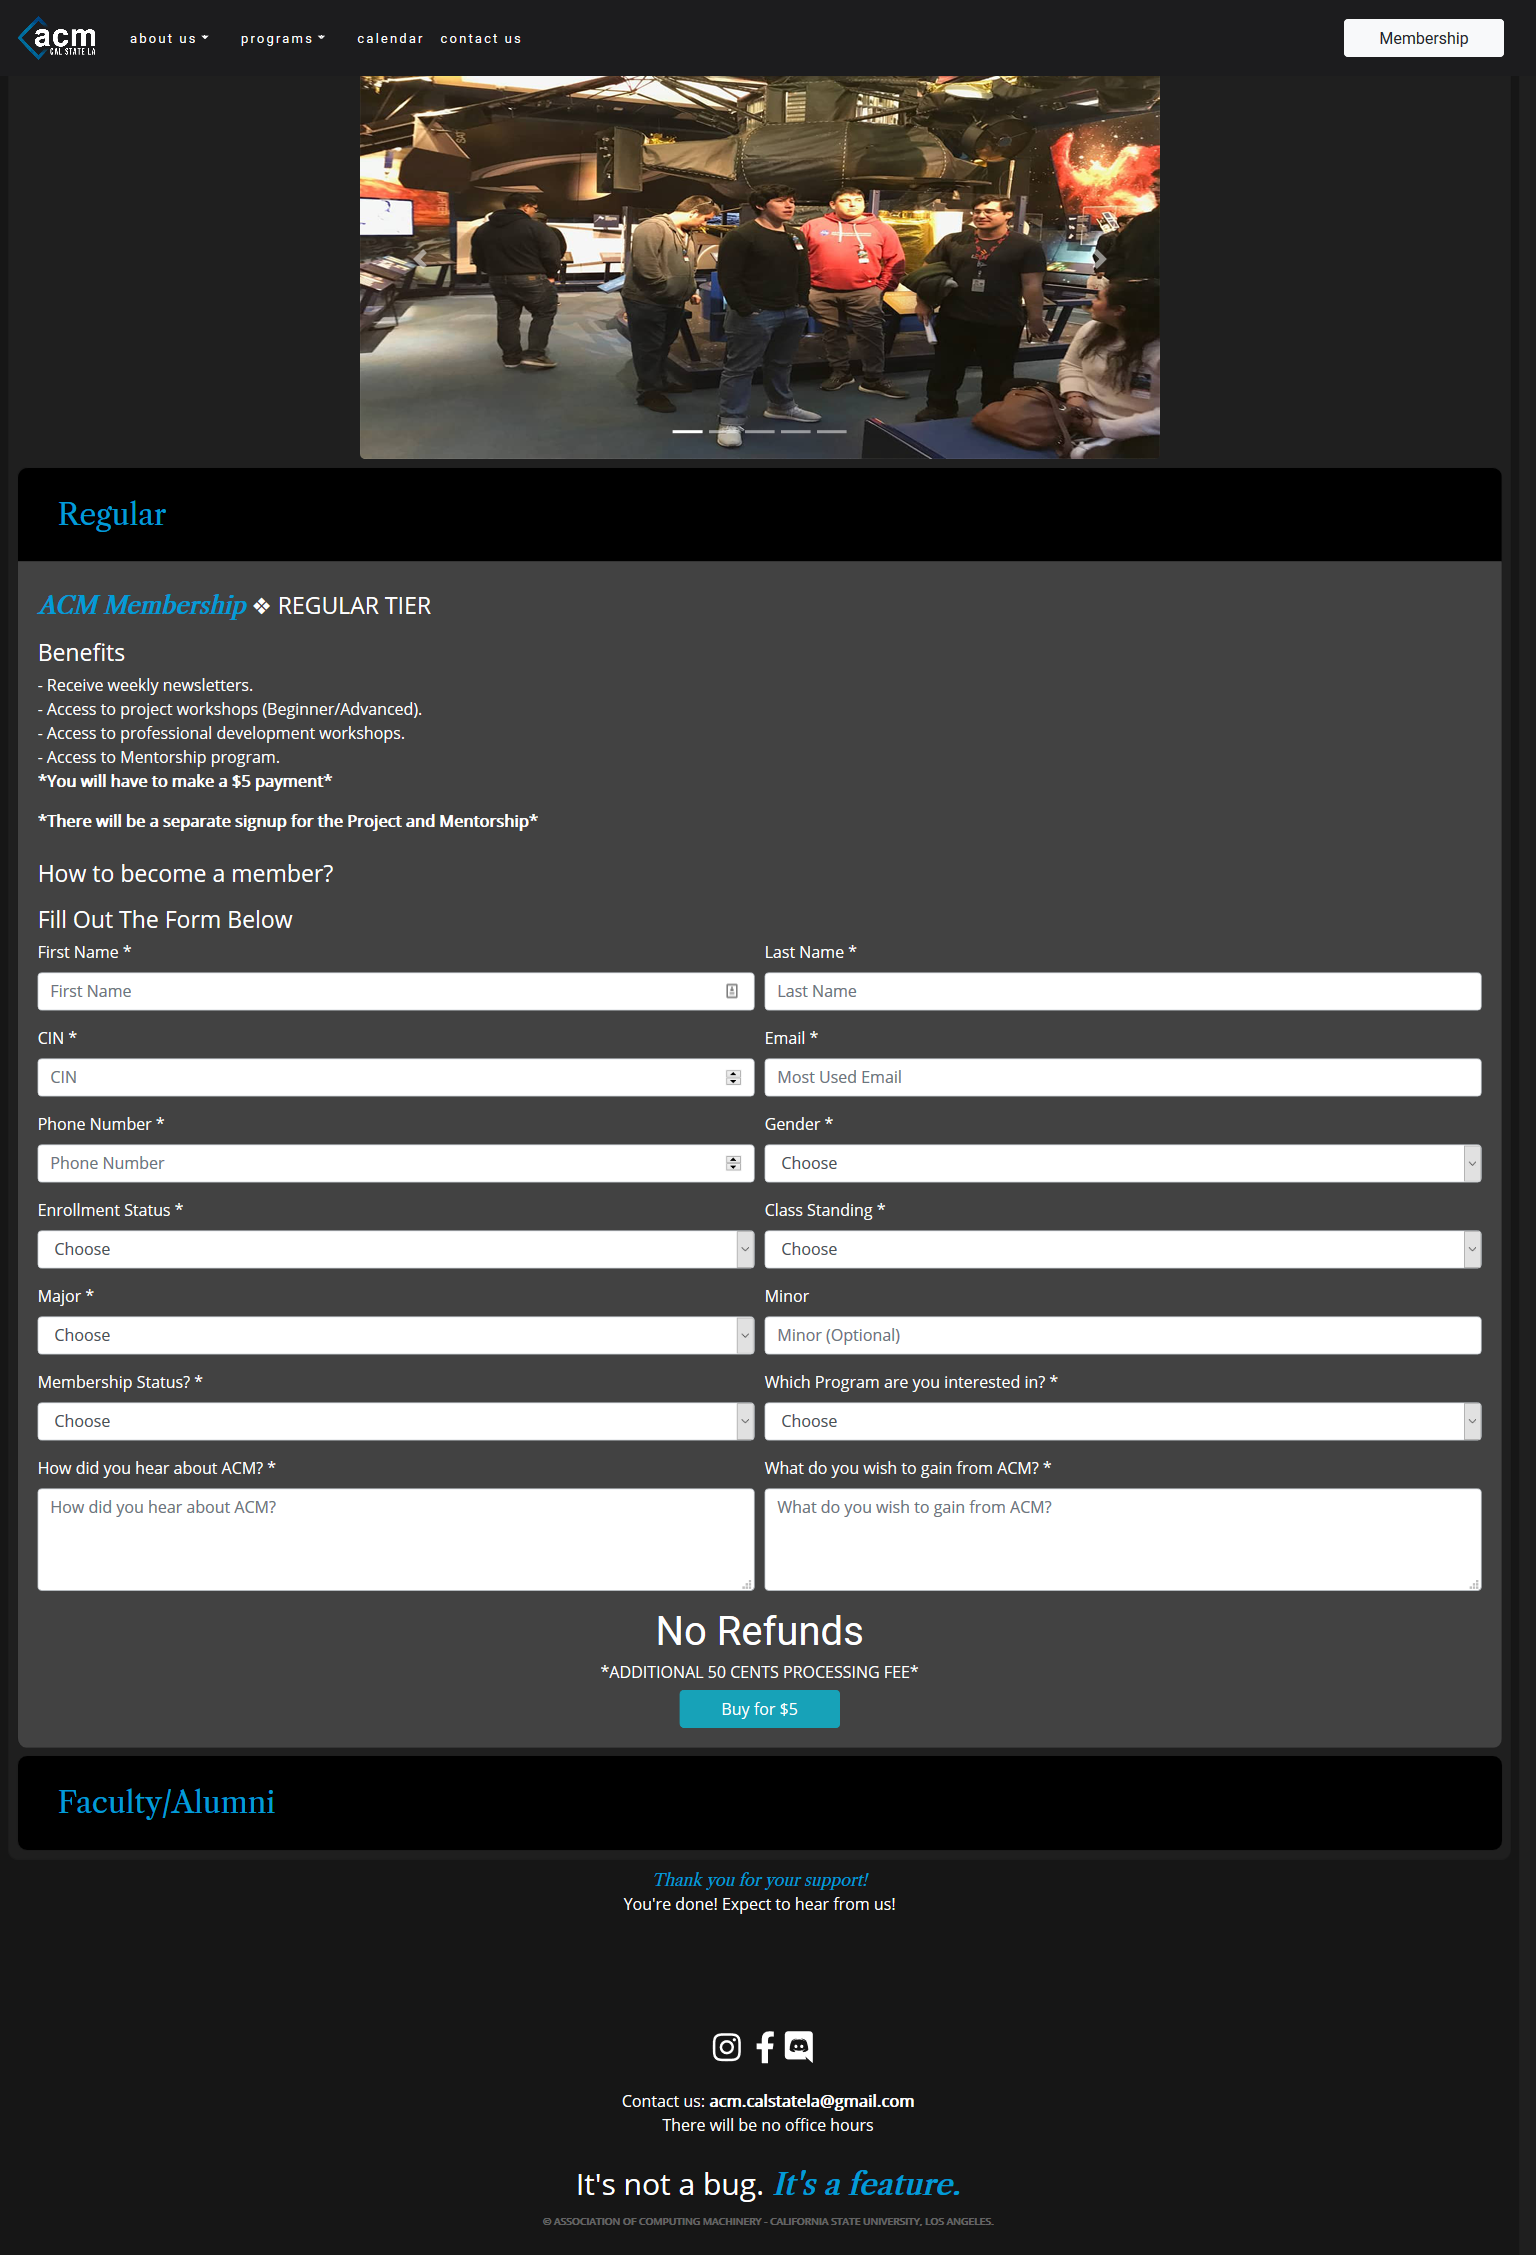 acm
CAL STATE LA
about us
programs
calendar
contact us
Membership
Regular
ACM Membership ❖ REGULAR TIER
Benefits
- Receive weekly newsletters.
- Access to project workshops (Beginner/Advanced).
- Access to professional development workshops.
- Access to Mentorship program.
*You will have to make a $5 payment*
*There will be a separate signup for the Project and Mentorship*
How to become a member?
Fill Out The Form Below
First Name *
Last Name *
First Name
Last Name
CIN *
Email *
CIN
Most Used Email
Phone Number *
Gender *
Phone Number
Choose
Enrollment Status *
Class Standing *
Choose
Choose
Major *
Minor
Choose
Minor (Optional)
Membership Status? *
Which Program are you interested in? *
Choose
Choose
How did you hear about ACM? *
What do you wish to gain from ACM? *
How did you hear about ACM?
What do you wish to gain from ACM?
No Refunds
*ADDITIONAL 50 CENTS PROCESSING FEE*
Buy for $5
Faculty/Alumni
Thank you for your support!
You're done! Expect to hear from us!
Contact us: acm.calstatela@gmail.com
There will be no office hours
It's not a bug. It's a feature.
© ASSOCIATION OF COMPUTING MACHINERY - CALIFORNIA STATE UNIVERSITY, LOS ANGELES.